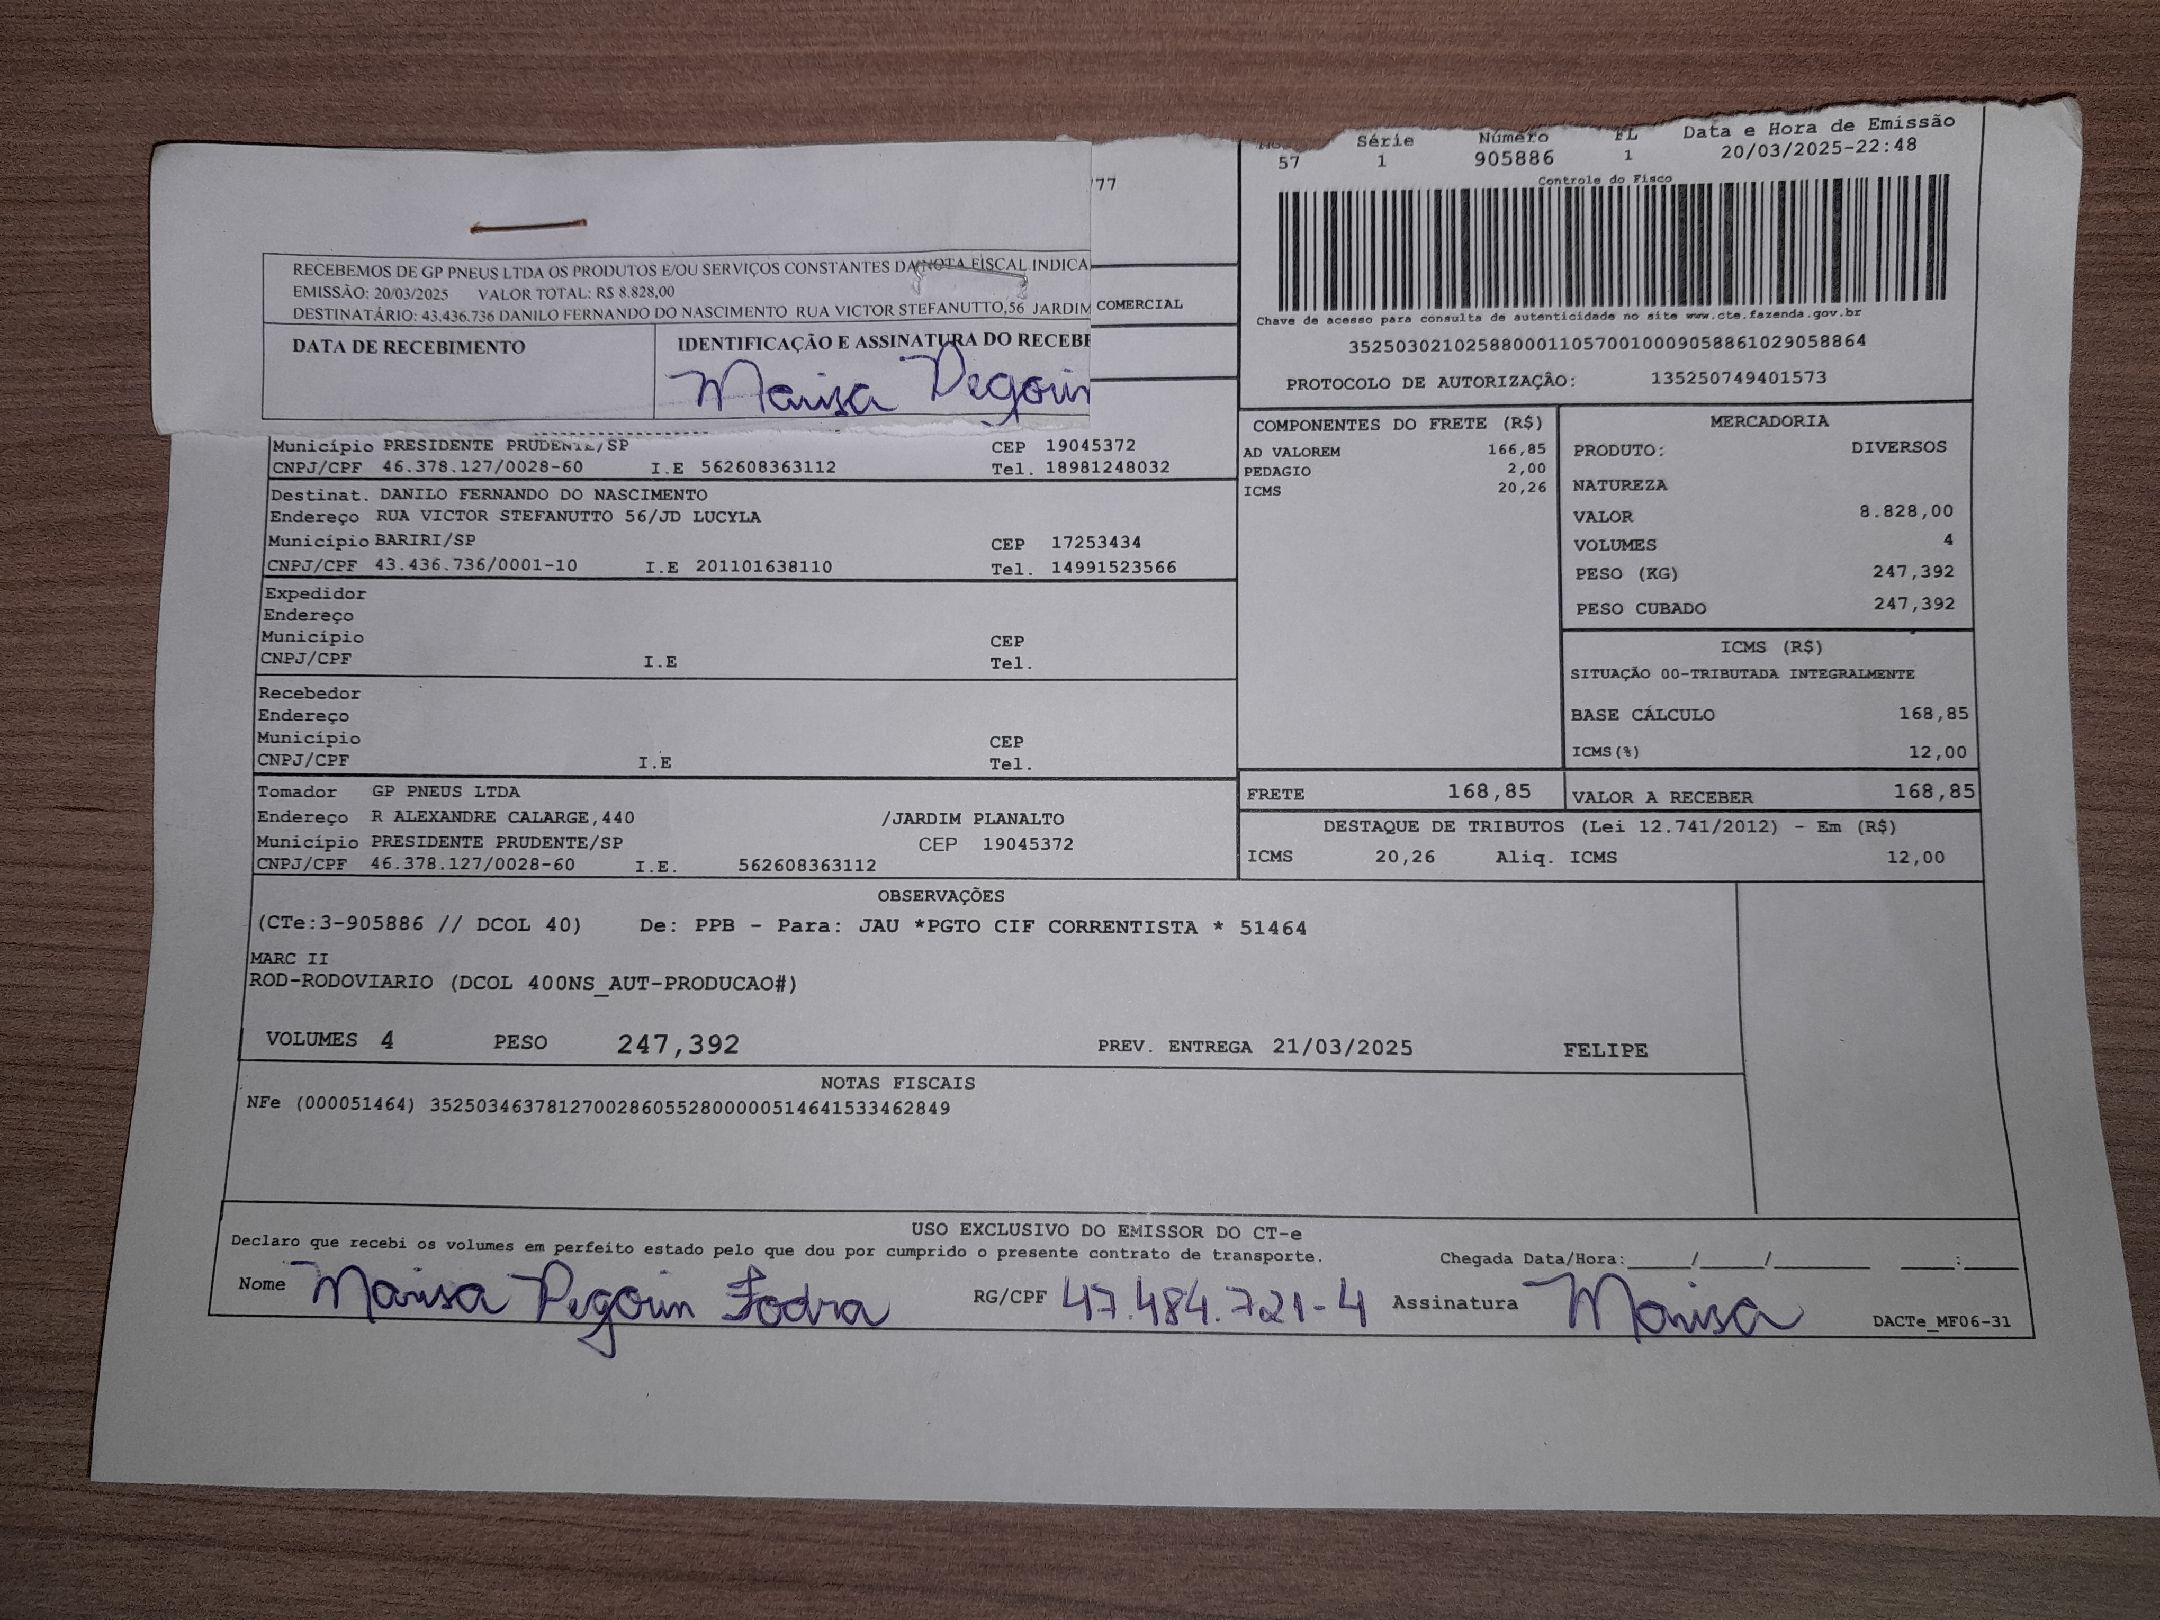 RECEBEMOS DE GP PNEUS LTDA OS PRODUTOS E/OU SERVIÇOS CONSTANTES DA NOTA FISCAL INDICA
EMISSÃO: 20/03/2025 VALOR TOTAL: R$ 8.828,00
DESTINATÁRIO: 43.436.736 DANILO FERNANDO DO NASCIMENTO RUA VICTOR STEFANUTTO,56 JARDIM
DATA DE RECEBIMENTO
IDENTIFICAÇÃO E ASSINATURA DO RECEBE
Marisa Pegorin
777
COMERCIAL
Série Número FL Data e Hora de Emissão
57 1 905886 1 20/03/2025-22:48
Controle do Fisco
Chave de acesso para consulta de autenticidade no site www.cte.fazenda.gov.br
35250302102588000110570010009058861029058864
PROTOCOLO DE AUTORIZAÇÂO: 135250749401573
Município PRESIDENTE PRUDENTE/SP CEP 19045372
CNPJ/CPF 46.378.127/0028-60 I.E 562608363112 Tel. 18981248032
Destinat. DANILO FERNANDO DO NASCIMENTO
Endereço RUA VICTOR STEFANUTTO 56/JD LUCYLA
Município BARIRI/SP CEP 17253434
CNPJ/CPF 43.436.736/0001-10 I.E 201101638110 Tel. 14991523566
Expedidor
Endereço
Município CEP
CNPJ/CPF I.E Tel.
Recebedor
Endereço
Município CEP
CNPJ/CPF I.E Tel.
Tomador GP PNEUS LTDA
Endereço R ALEXANDRE CALARGE,440 /JARDIM PLANALTO
Município PRESIDENTE PRUDENTE/SP CEP 19045372
CNPJ/CPF 46.378.127/0028-60 I.E. 562608363112
COMPONENTES DO FRETE (R$)
AD VALOREM 166,85
PEDAGIO 2,00
ICMS 20,26
MERCADORIA
PRODUTO: DIVERSOS
NATUREZA
VALOR 8.828,00
VOLUMES 4
PESO (KG) 247,392
PESO CUBADO 247,392
ICMS (R$)
SITUAÇÃO 00-TRIBUTADA INTEGRALMENTE
BASE CÁLCULO 168,85
ICMS(%) 12,00
FRETE 168,85 VALOR A RECEBER 168,85
DESTAQUE DE TRIBUTOS (Lei 12.741/2012) - Em (R$)
ICMS 20,26 Aliq. ICMS 12,00
OBSERVAÇÕES
(CTe:3-905886 // DCOL 40) De: PPB - Para: JAU *PGTO CIF CORRENTISTA * 51464
MARC II
ROD-RODOVIARIO (DCOL 400NS_AUT-PRODUCAO#)
VOLUMES 4 PESO 247,392 PREV. ENTREGA 21/03/2025 FELIPE
NOTAS FISCAIS
NFe (000051464) 35250346378127002860552800000514641533462849
USO EXCLUSIVO DO EMISSOR DO CT-e
Declaro que recebi os volumes em perfeito estado pelo que dou por cumprido o presente contrato de transporte. Chegada Data/Hora:_____/_____/_______ ____:____
Nome Marisa Pegorin Fodra RG/CPF 47.484.721-4 Assinatura Marisa
DACTe_MF06-31